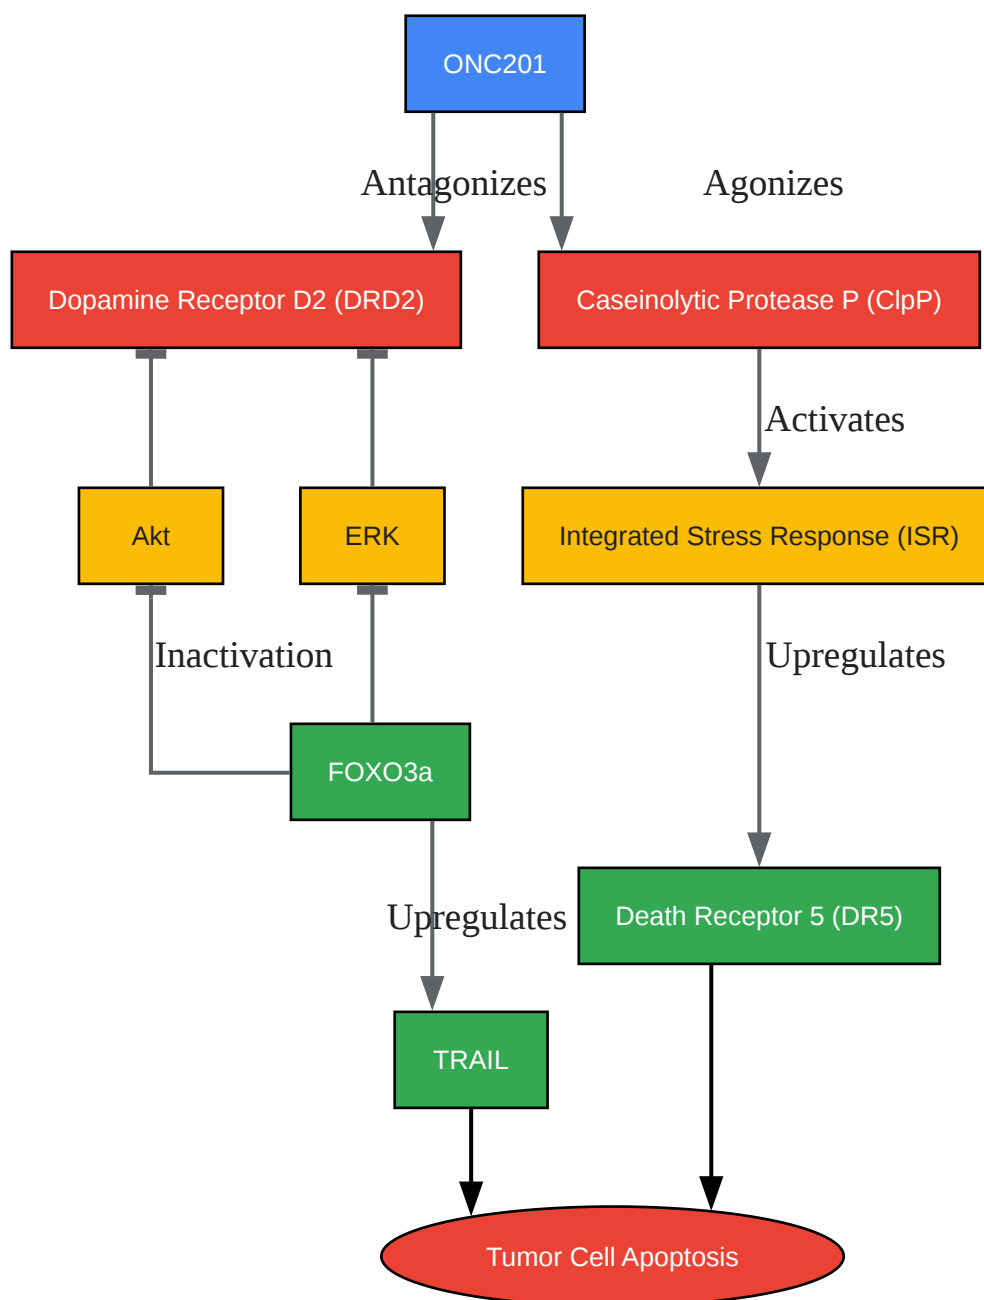 ONC201
Antagonizes
Agonizes
Dopamine Receptor D2 (DRD2)
Caseinolytic Protease P (ClpP)
Activates
Akt
ERK
Integrated Stress Response (ISR)
Inactivation
Upregulates
FOXO3a
Upregulates
Death Receptor 5 (DR5)
TRAIL
Tumor Cell Apoptosis